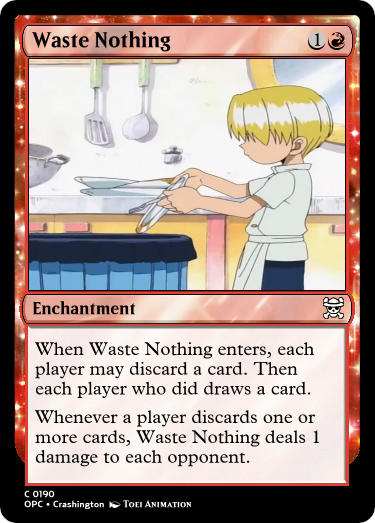 Waste Nothing 1
Enchantment
When Waste Nothing enters, each
player may discard a card. Then
each player who did draws a card.
Whenever a player discards one or
more cards, Waste Nothing deals 1
damage to each opponent.
C 0190
OPC • Crashington TOEI ANIMATION